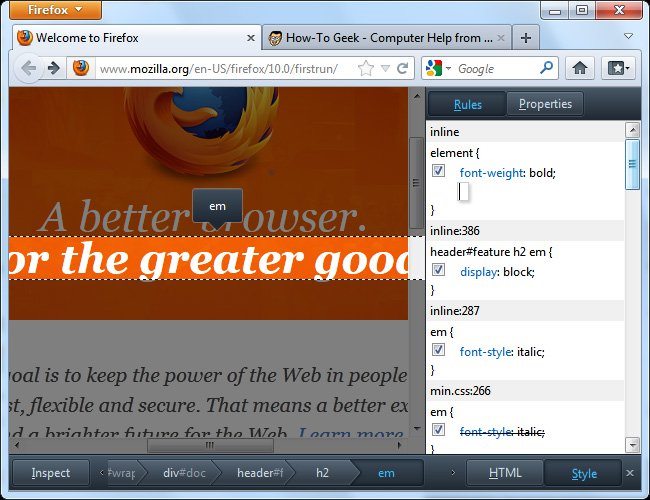 Firefox
Welcome to Firefox
How-To Geek - Computer Help from ...
www.mozilla.org/en-US/firefox/10.0/firstrun/
Google
Rules
Properties
inline
element {
font-weight: bold;
}
inline:386
header#feature h2 em {
display: block;
}
inline:287
em {
font-style: italic;
}
min.css:266
em {
font-style: italic;
}
em
A better browser.
or the greater good
goal is to keep the power of the Web in people
st, flexible and secure. That means a better ex
nd a brighter future for the Web. Learn more
Inspect
#wrap
div#doc
header#f
h2
em
HTML
Style